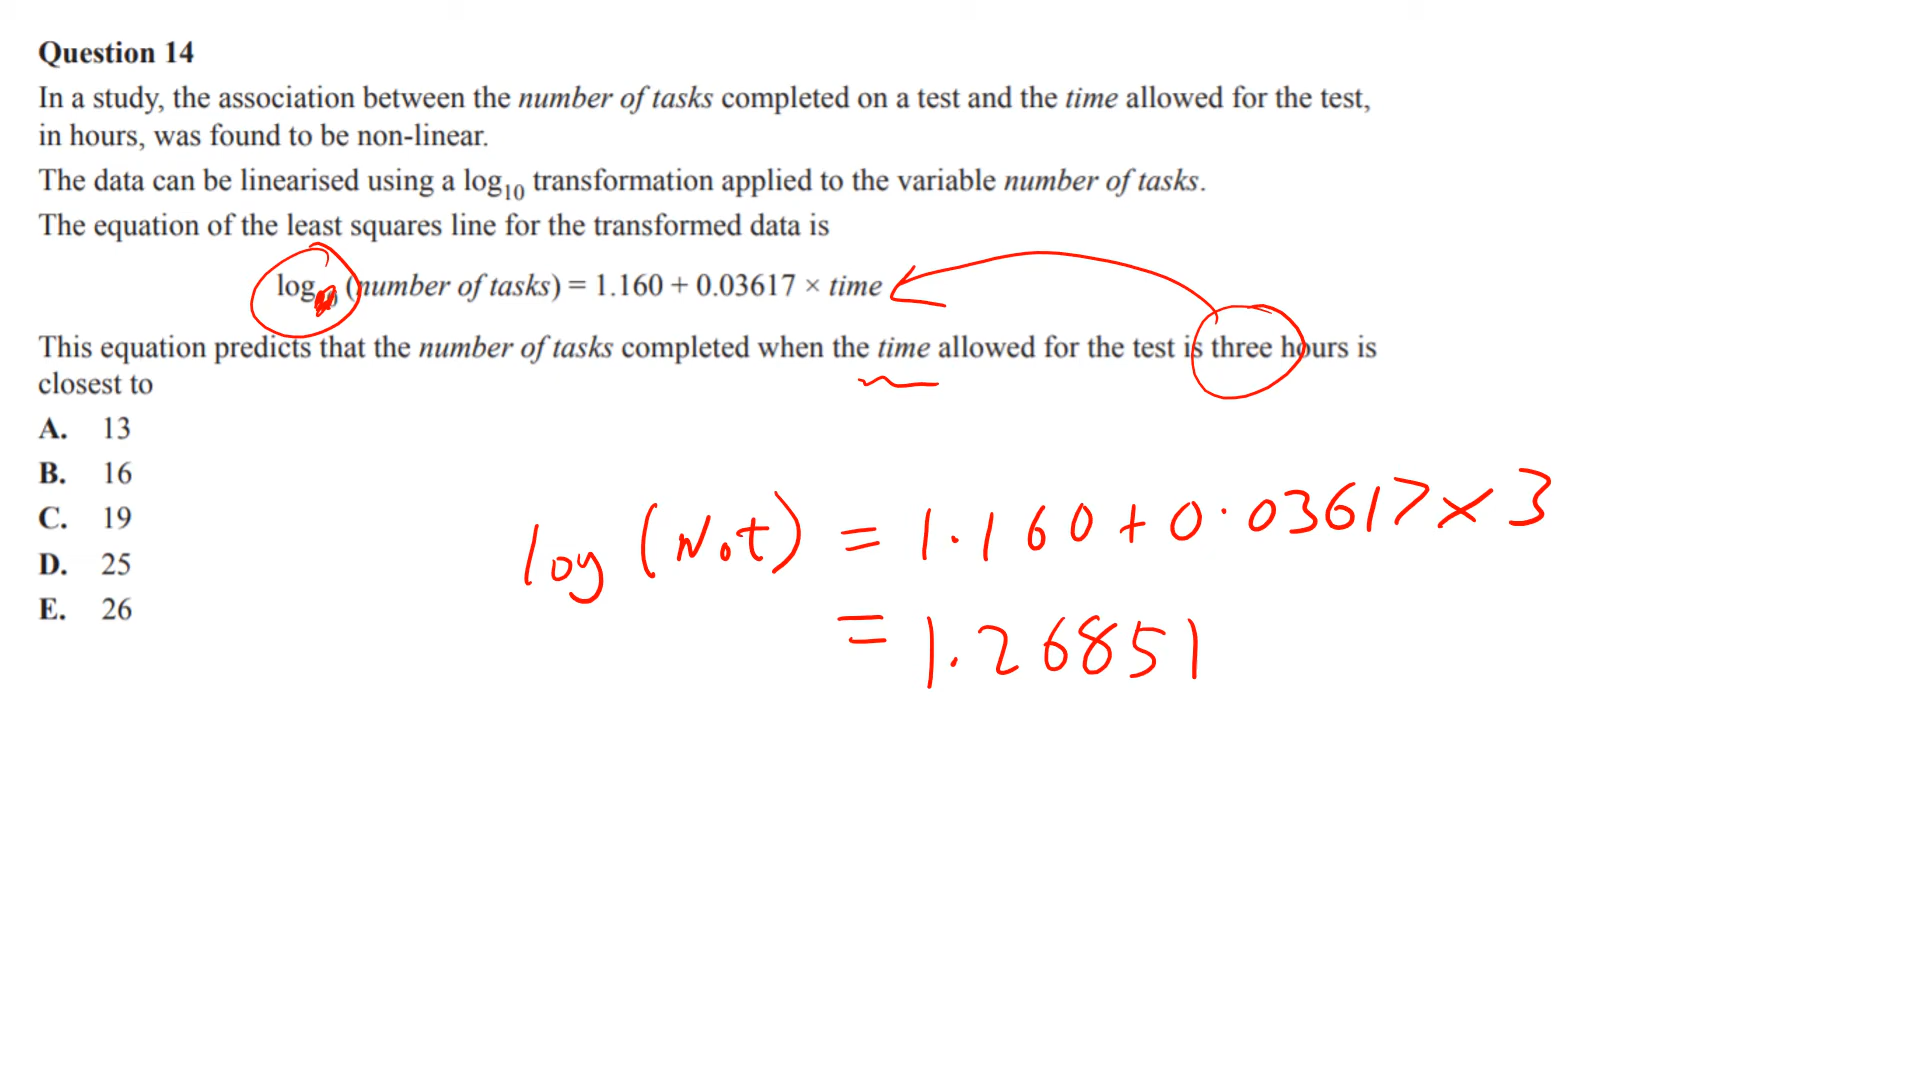 Question 14
In a study, the association between the number of tasks completed on a test and the time allowed for the test,
in hours, was found to be non-linear.
The data can be linearised using a log₁₀ transformation applied to the variable number of tasks.
The equation of the least squares line for the transformed data is
log (number of tasks) = 1.160 + 0.03617 × time
This equation predicts that the number of tasks completed when the time allowed for the test is three hours is
closest to
A. 13
B. 16
C. 19
D. 25
E. 26
log (N.t) = 1.160 + 0.03617 × 3
= 1.26851